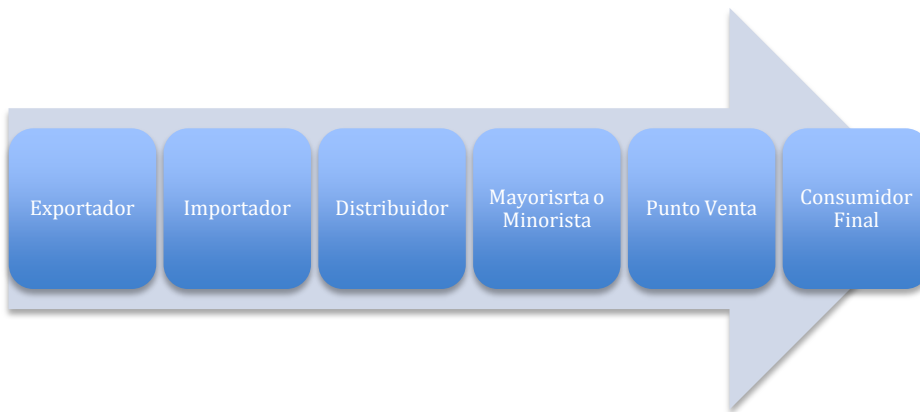 Exportador
Importador
Distribuidor
Mayorisrta o
Minorista
Punto Venta
Consumidor
Final